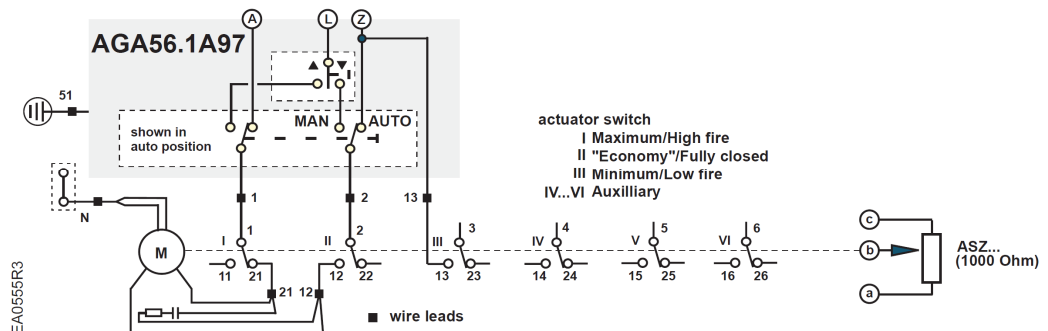 A L Z
AGA56.1A97
51
MAN AUTO
shown in
auto position
actuator switch
I Maximum/High fire
II "Economy"/Fully closed
III Minimum/Low fire
IV...VI Auxilliary
1 2 13
N
1 2 3 4 5 6
I II III IV V VI
M
11 21 12 22 13 23 14 24 15 25 16 26
c
b
a
ASZ...
(1000 Ohm)
21 12
wire leads
EA0555R3